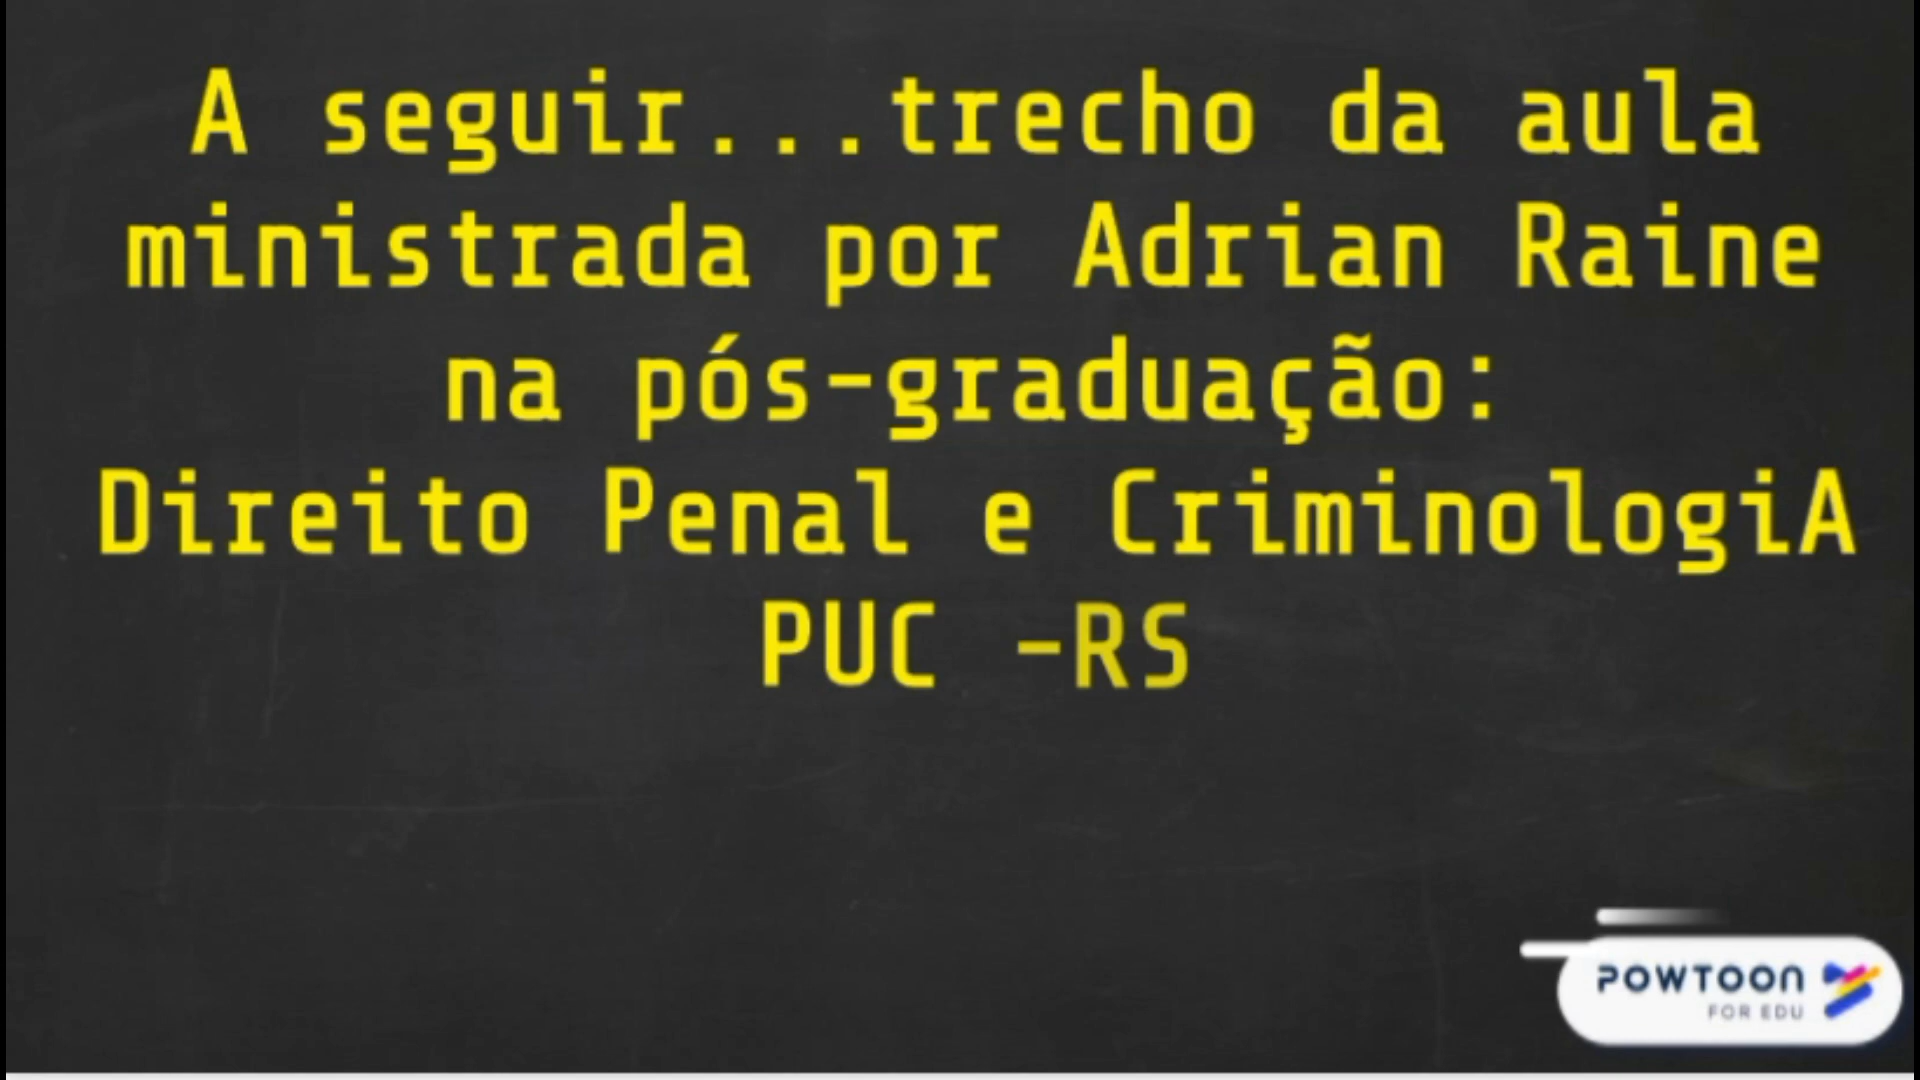 A seguir...trecho da aula
ministrada por Adrian Raine
na pós-graduação:
Direito Penal e CriminologiA
PUC -RS
POWTOON
FOR EDU